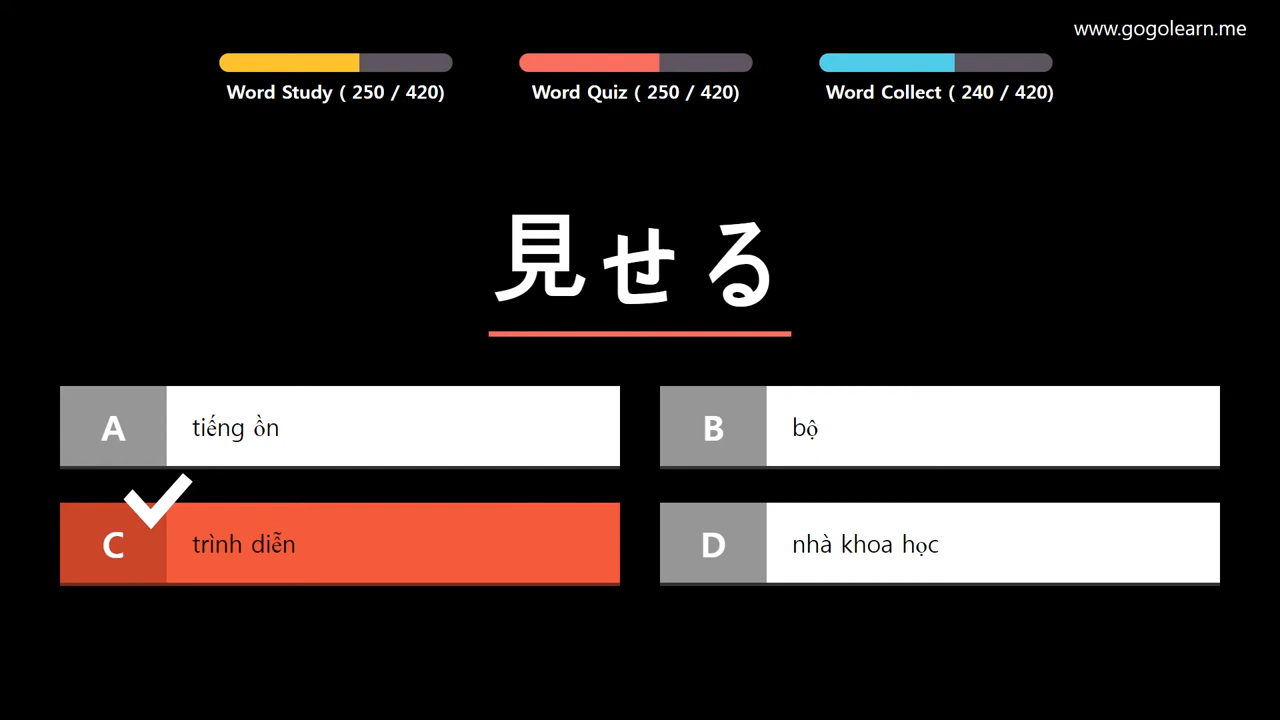 www.gogolearn.me
Word Study ( 250 / 420)
Word Quiz ( 250 / 420)
Word Collect ( 240 / 420)
見せる
A tiếng ồn
B bộ
C trình diễn
D nhà khoa học